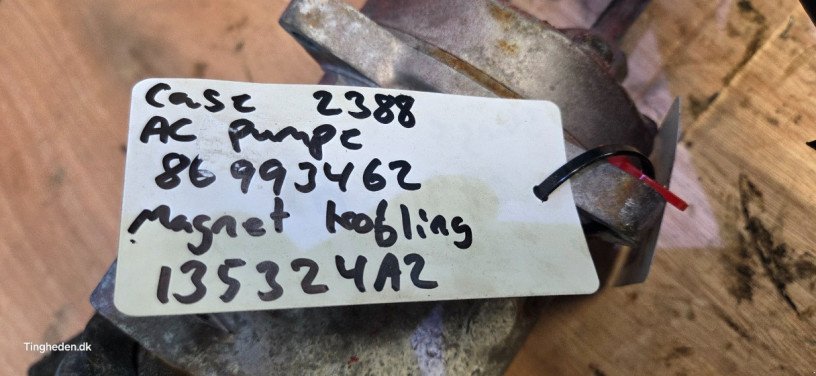 Case 2388
AC pumpe
86993462
Magnet kobling
135324A2
Tingheden.dk